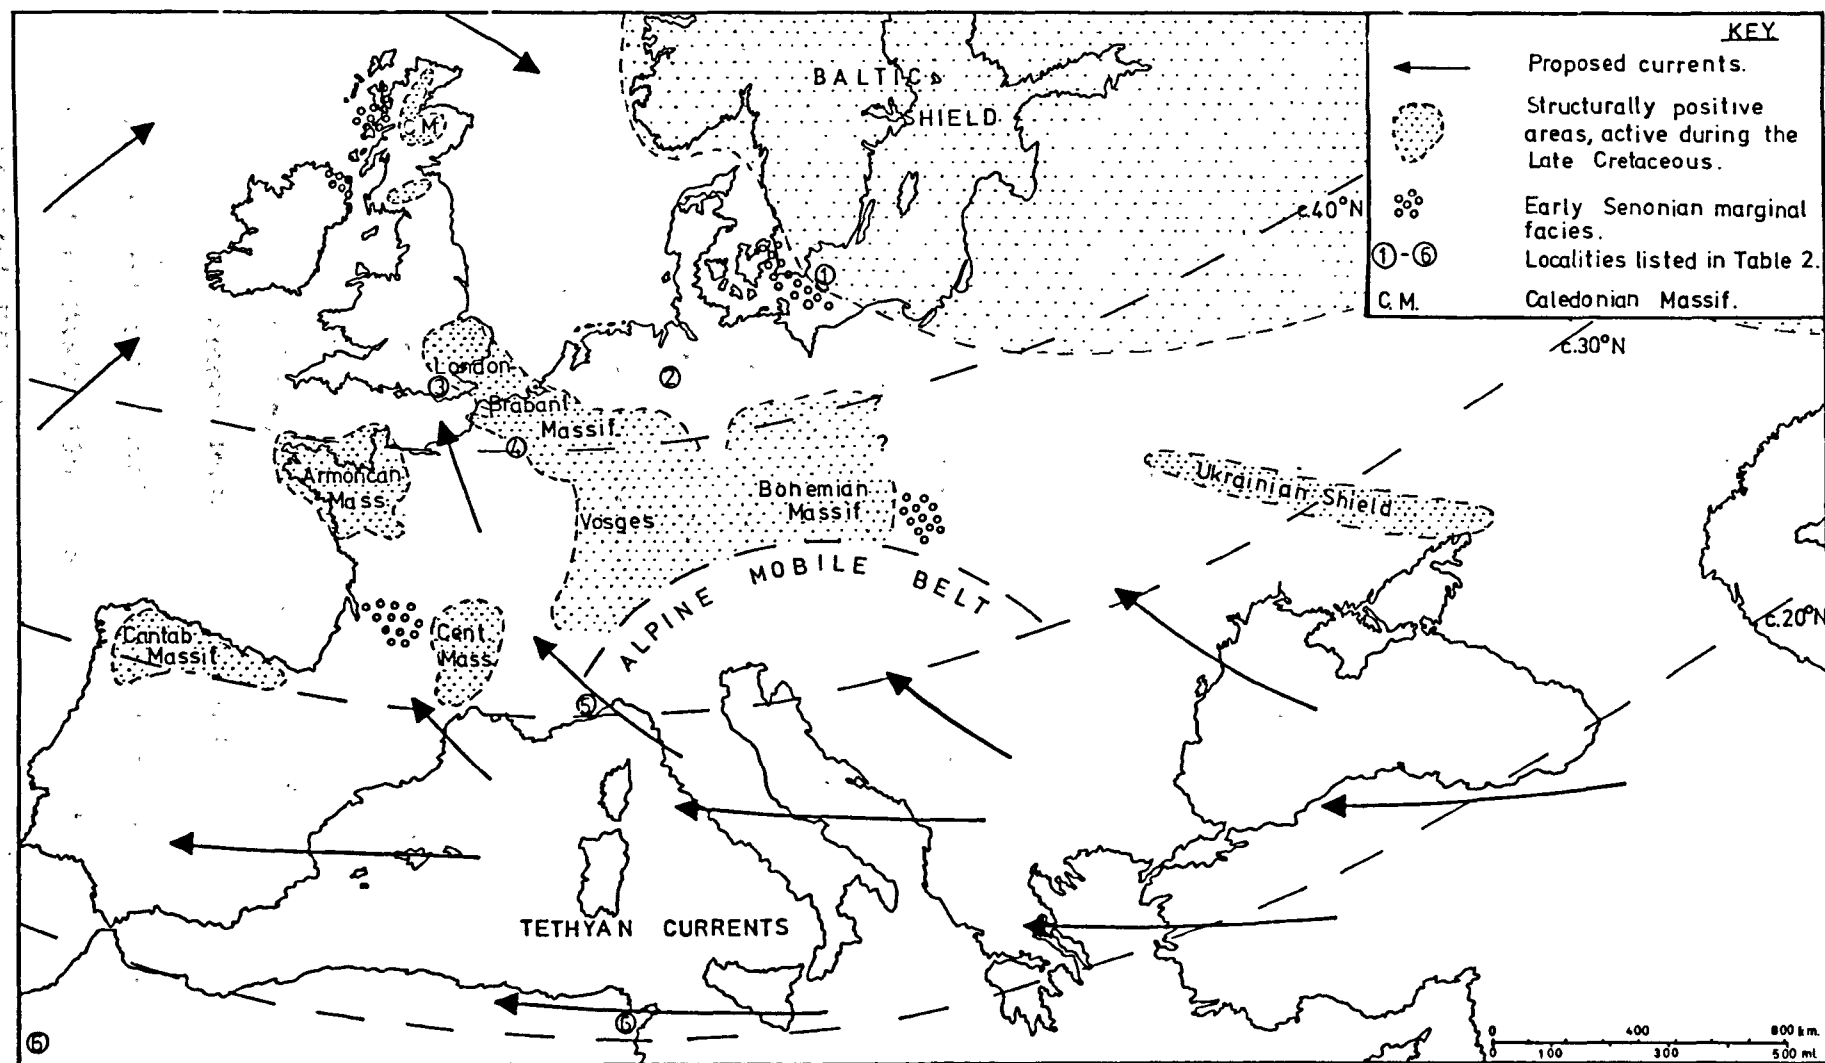 KEY
Proposed currents.
Structurally positive
areas, active during the
Late Cretaceous.
Early Senonian marginal
facies.
①-⑥
Localities listed in Table 2.
C.M.
Caledonian Massif.
BALTIC
SHIELD
C M
c.40°N
c.30°N
c.20°N
①
②
③
London
Brabant
Massif
④
Armorican
Mass
Vosges
Bohemian
Massif
?
Ukrainian Shield
ALPINE MOBILE BELT
Cantab
Massif
Cent
Mass
⑤
TETHYAN CURRENTS
⑥
⑥
0 400 800 km.
0 100 300 500 ml